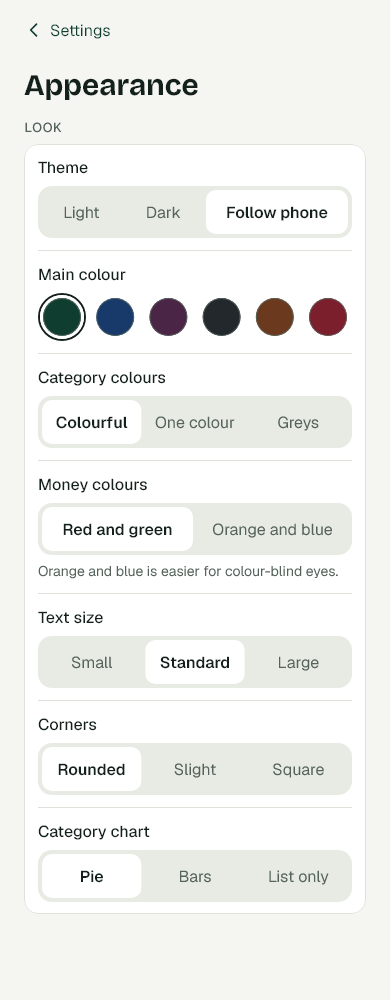 Settings
Appearance
LOOK
Theme
Light Dark Follow phone
Main colour
Category colours
Colourful One colour Greys
Money colours
Red and green Orange and blue
Orange and blue is easier for colour-blind eyes.
Text size
Small Standard Large
Corners
Rounded Slight Square
Category chart
Pie Bars List only